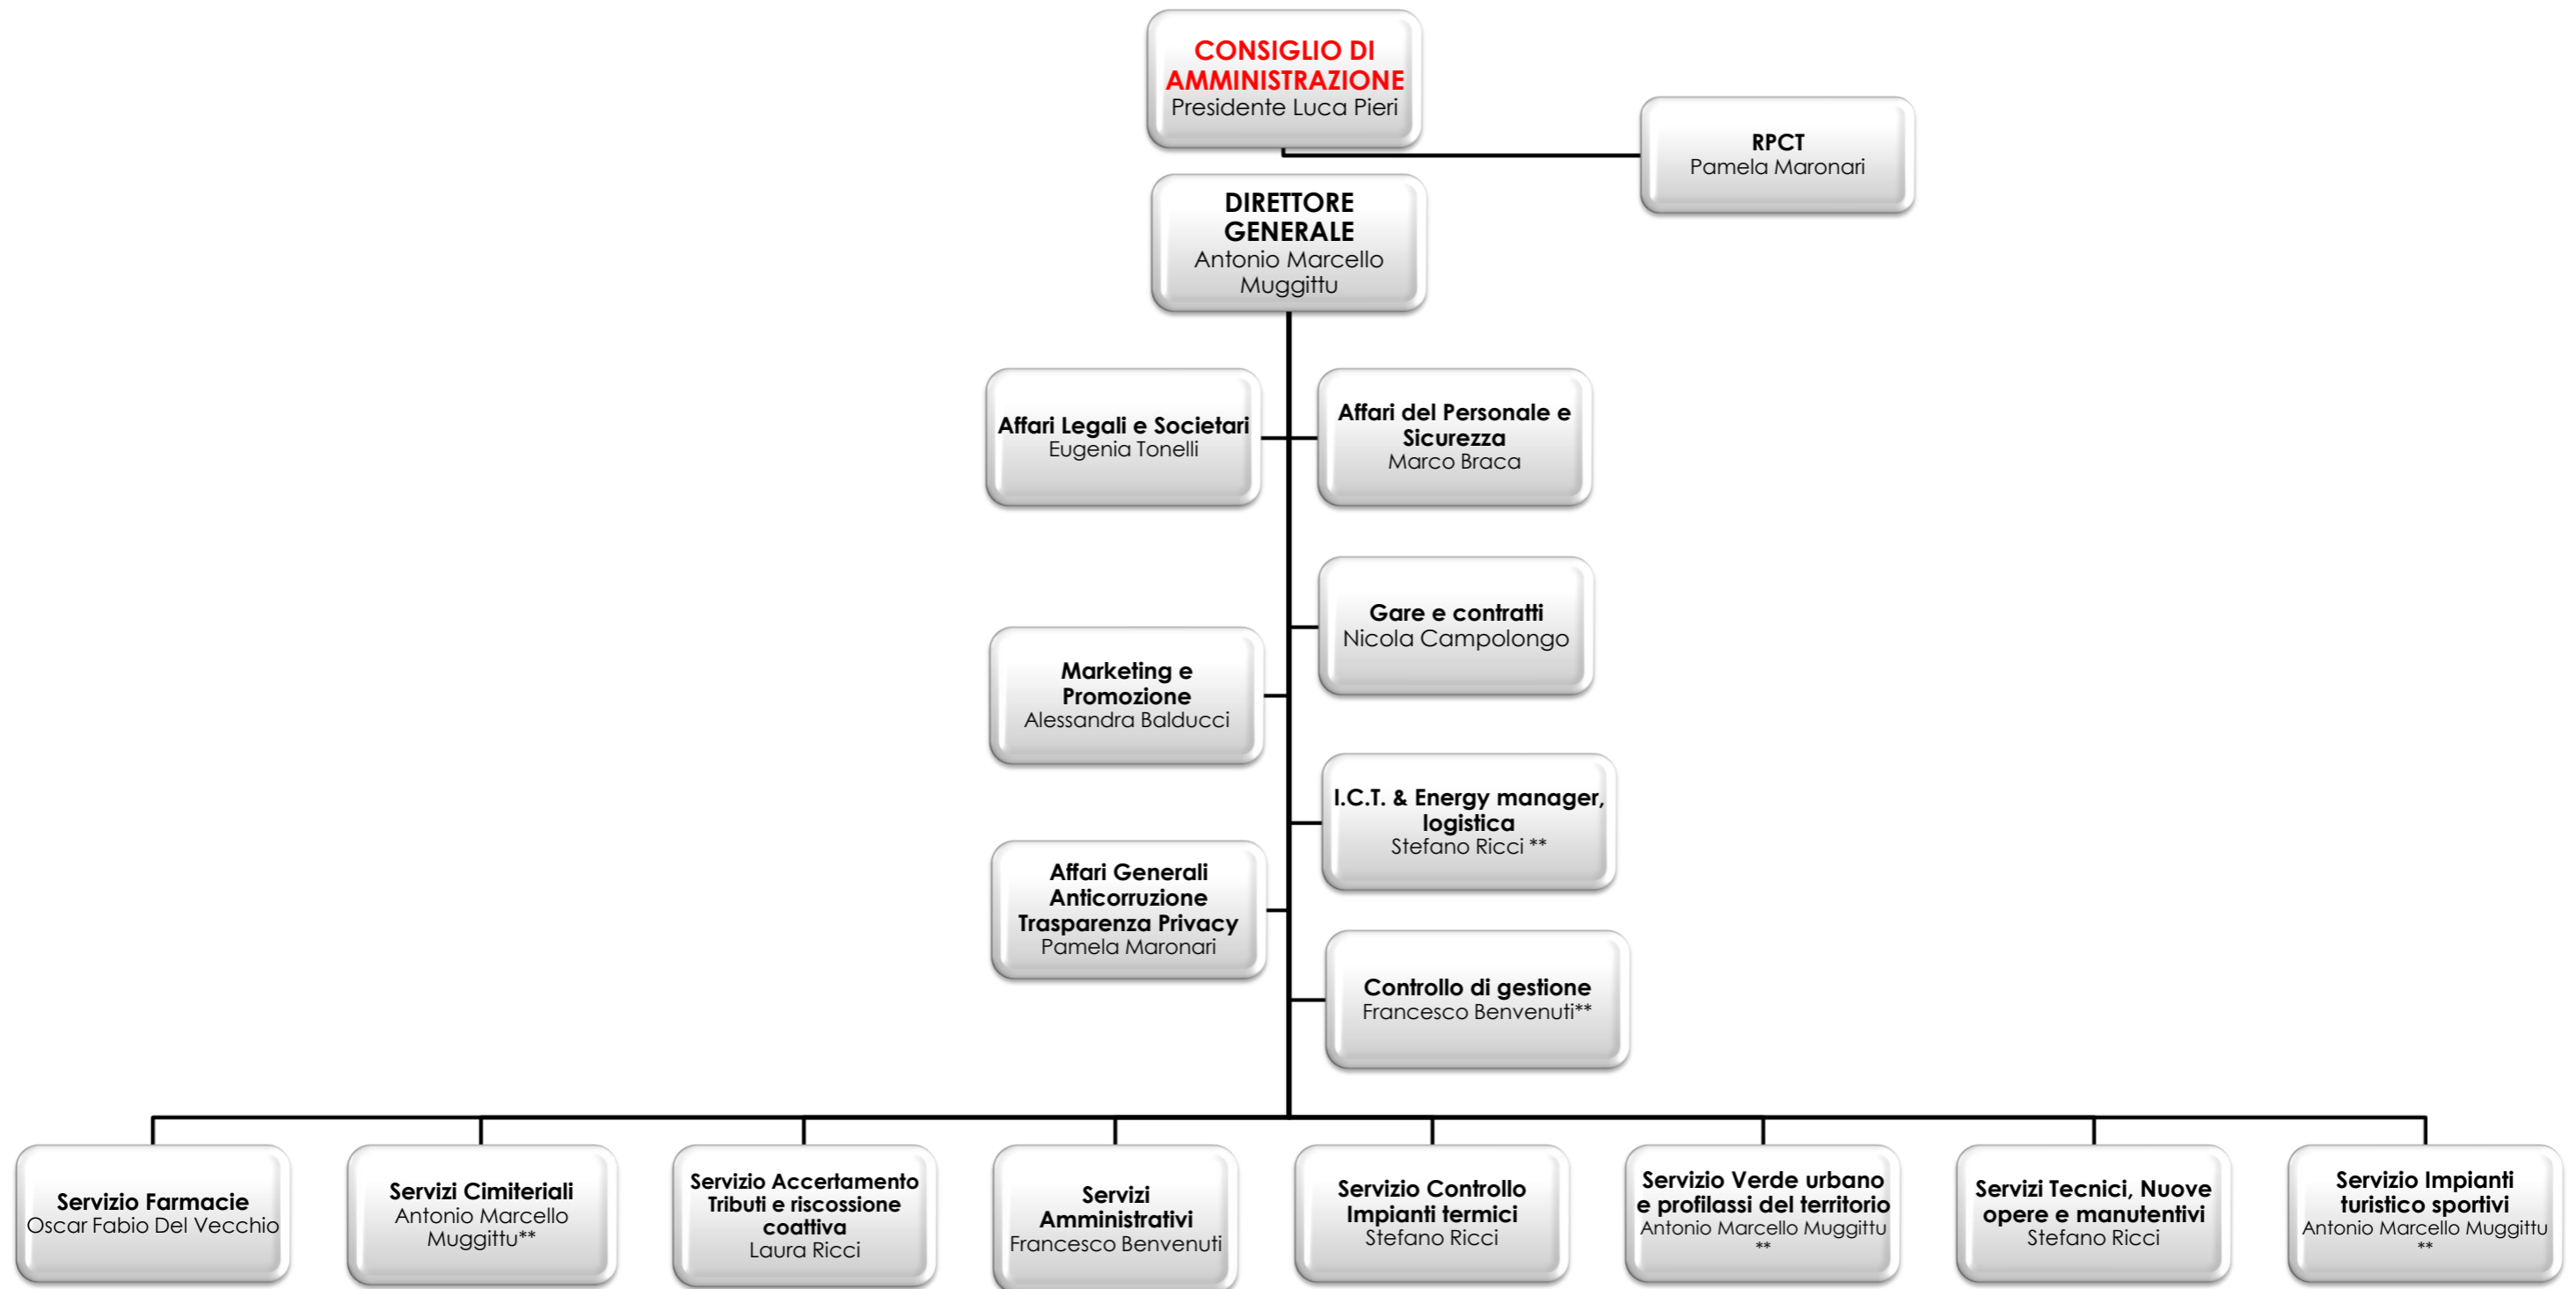 CONSIGLIO DI
AMMINISTRAZIONE
Presidente Luca Pieri
RPCT
Pamela Maronari
DIRETTORE
GENERALE
Antonio Marcello
Muggittu
Affari Legali e Societari
Eugenia Tonelli
Affari del Personale e
Sicurezza
Marco Braca
Gare e contratti
Nicola Campolongo
Marketing e
Promozione
Alessandra Balducci
I.C.T. & Energy manager,
logistica
Stefano Ricci **
Affari Generali
Anticorruzione
Trasparenza Privacy
Pamela Maronari
Controllo di gestione
Francesco Benvenuti**
Servizio Farmacie
Oscar Fabio Del Vecchio
Servizi Cimiteriali
Antonio Marcello
Muggittu**
Servizio Accertamento
Tributi e riscossione
coattiva
Laura Ricci
Servizi
Amministrativi
Francesco Benvenuti
Servizio Controllo
Impianti termici
Stefano Ricci
Servizio Verde urbano
e profilassi del territorio
Antonio Marcello Muggittu
**
Servizi Tecnici, Nuove
opere e manutentivi
Stefano Ricci
Servizio Impianti
turistico sportivi
Antonio Marcello Muggittu
**